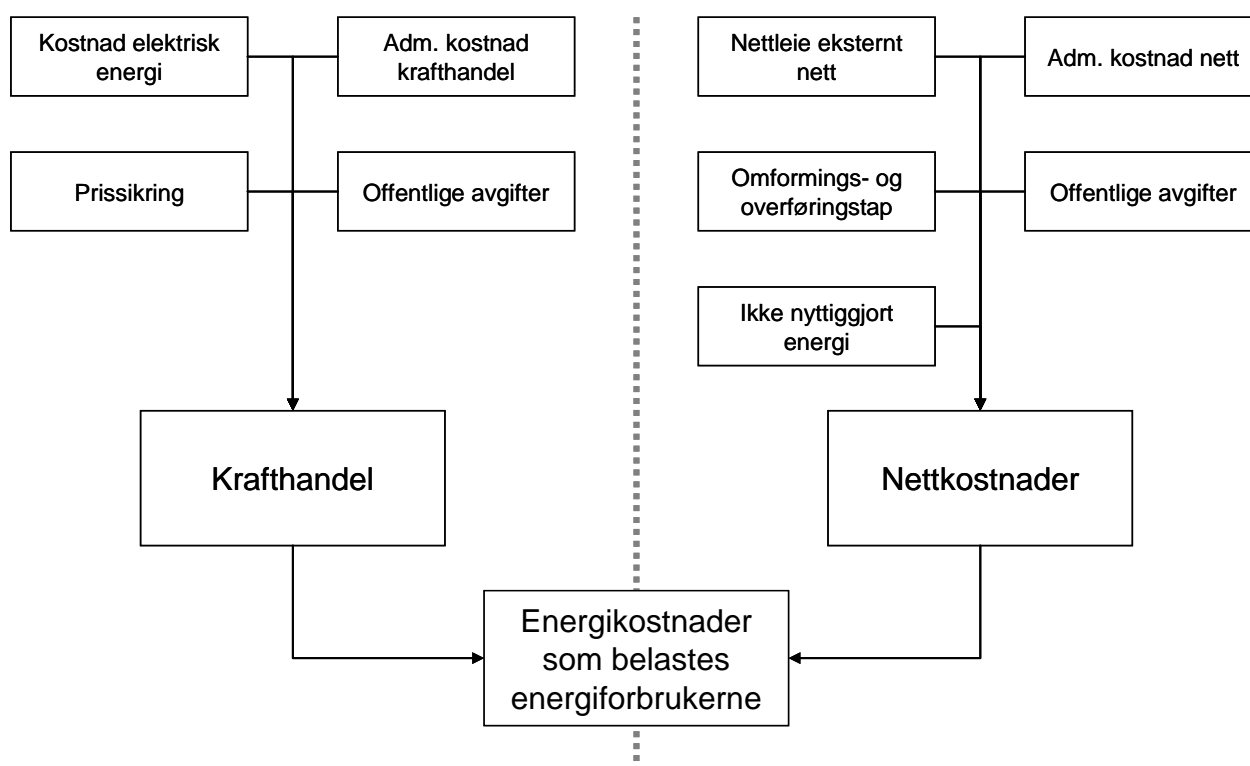 Kostnad elektrisk
energi
Adm. kostnad
krafthandel
Nettleie eksternt
nett
Adm. kostnad nett
Prissikring
Offentlige avgifter
Omformings- og
overføringstap
Offentlige avgifter
Ikke nyttiggjort
energi
Krafthandel
Nettkostnader
Energikostnader
som belastes
energiforbrukerne